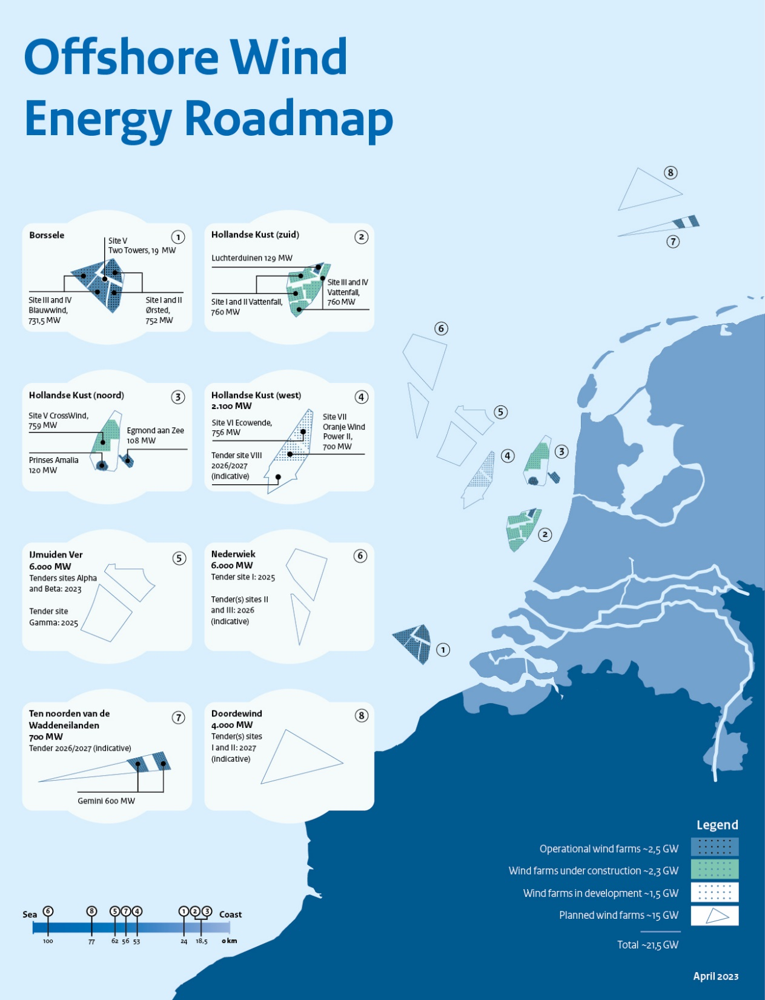 Offshore Wind
Energy Roadmap
8
7
Borssele
1
Site V
Two Towers, 19 MW
Site III and IV
Blauwwind,
731,5 MW
Site I and II
Ørsted,
752 MW
Hollandse Kust (zuid)
2
Luchterduinen 129 MW
Site III and IV
Vattenfall,
760 MW
Site I and II Vattenfall,
760 MW
6
5
4
3
2
1
Hollandse Kust (noord)
3
Site V CrossWind,
759 MW
Egmond aan Zee
108 MW
Prinses Amalia
120 MW
Hollandse Kust (west)
2.100 MW
4
Site VI Ecowende,
756 MW
Site VII
Oranje Wind
Power II,
700 MW
Tender site VIII
2026/2027
(indicative)
IJmuiden Ver
6.000 MW
5
Tenders sites Alpha
and Beta: 2023
Tender site
Gamma: 2025
Nederwiek
6.000 MW
6
Tender site I: 2025
Tender(s) sites II
and III: 2026
(indicative)
Ten noorden van de
Waddeneilanden
700 MW
7
Tender 2026/2027 (indicative)
Gemini 600 MW
Doordewind
4.000 MW
8
Tender(s) sites
I and II: 2027
(indicative)
Legend
Operational wind farms ~2,5 GW
Wind farms under construction ~2,3 GW
Wind farms in development ~1,5 GW
Planned wind farms ~15 GW
Total ~21,5 GW
Sea 6 8 5 7 4 1 2 3 Coast
100 77 62 56 53 24 18,5 0 km
April 2023